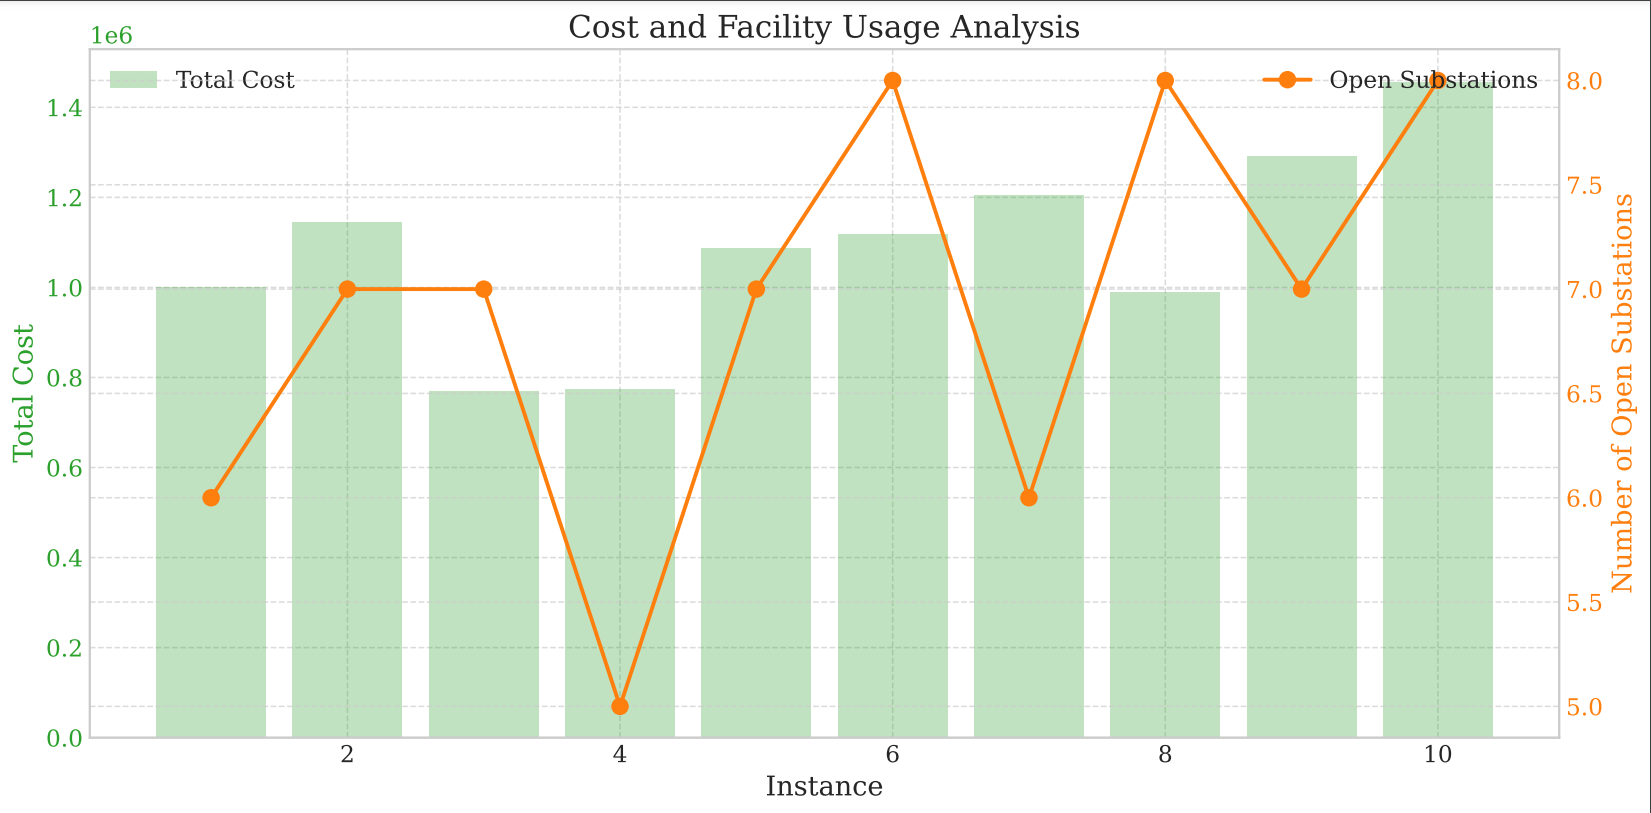 Cost and Facility Usage Analysis
1e6
Total Cost
Open Substations
1.4
1.2
1.0
0.8
0.6
0.4
0.2
0.0
Total Cost
8.0
7.5
7.0
6.5
6.0
5.5
5.0
Number of Open Substations
2
4
6
8
10
Instance